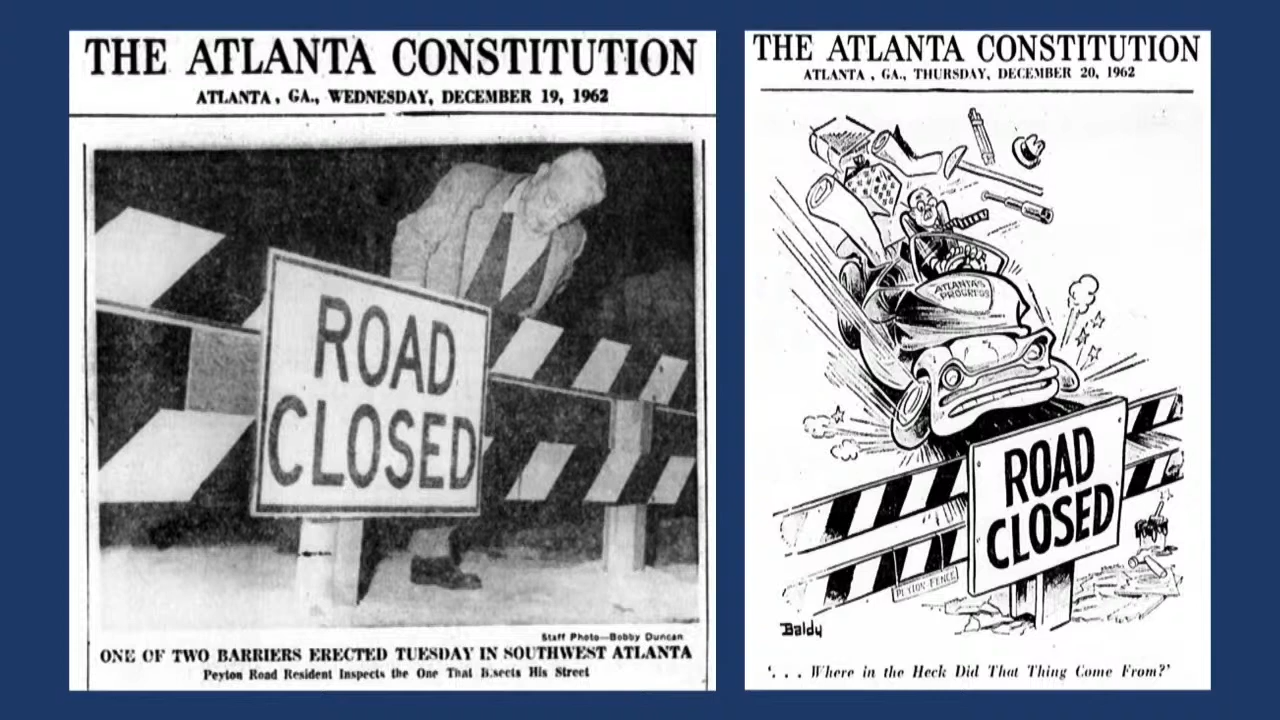 THE ATLANTA CONSTITUTION
ATLANTA, GA., WEDNESDAY, DECEMBER 19, 1962
ROAD
CLOSED
Staff Photo—Bobby Duncan
ONE OF TWO BARRIERS ERECTED TUESDAY IN SOUTHWEST ATLANTA
Peyton Road Resident Inspects the One That Bisects His Street
THE ATLANTA CONSTITUTION
ATLANTA, GA., THURSDAY, DECEMBER 20, 1962
ATLANTA'S
PROGRESS
ROAD
CLOSED
PEYTON FENCE
Baldy
'. . . Where in the Heck Did That Thing Come From?'